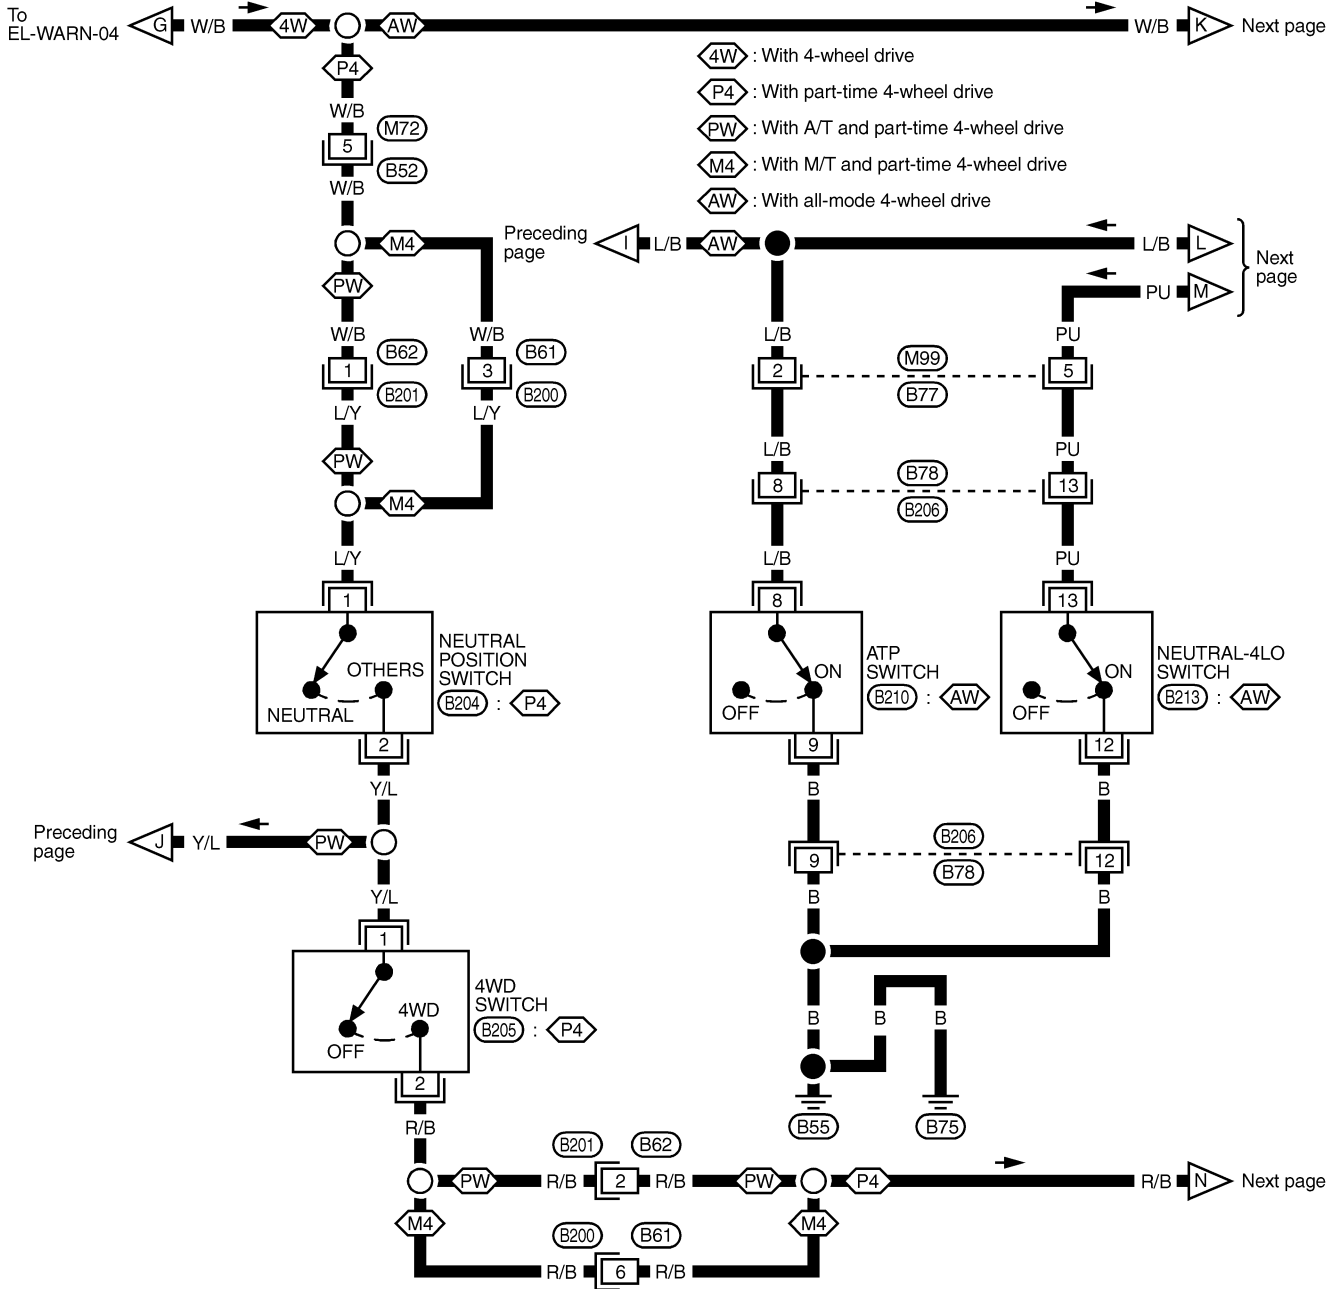 To
EL-WARN-04
G
W/B
4W
AW
W/B
K
Next page
P4
4W : With 4-wheel drive
P4 : With part-time 4-wheel drive
PW : With A/T and part-time 4-wheel drive
M4 : With M/T and part-time 4-wheel drive
AW : With all-mode 4-wheel drive
W/B
5
M72
B52
W/B
M4
PW
Preceding
page
I
L/B
AW
L/B
L
Next
page
PU
M
W/B
W/B
L/B
PU
1
B62
B201
3
B61
B200
2
M99
B77
5
L/Y
L/Y
L/B
PU
PW
M4
8
B78
B206
13
L/Y
L/B
PU
1
NEUTRAL
POSITION
SWITCH
B204 : P4
OTHERS
NEUTRAL
2
8
ATP
SWITCH
B210 : AW
ON
OFF
9
13
NEUTRAL-4LO
SWITCH
B213 : AW
ON
OFF
12
Y/L
B
B
Preceding
page
J
Y/L
PW
9
B206
B78
12
Y/L
B
B
1
4WD
SWITCH
B205 : P4
4WD
OFF
2
B
B
B
B55
B75
R/B
B201
B62
PW
R/B
2
R/B
PW
P4
R/B
N
Next page
M4
M4
B200
B61
R/B
6
R/B